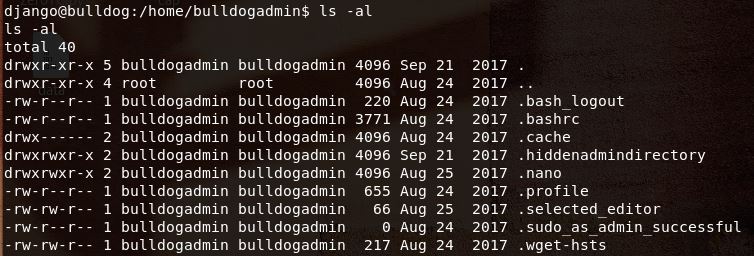 django@bulldog:/home/bulldogadmin$ ls -al
ls -al
total 40
drwxr-xr-x 5 bulldogadmin bulldogadmin 4096 Sep 21  2017 .
drwxr-xr-x 4 root         root         4096 Aug 24  2017 ..
-rw-r--r-- 1 bulldogadmin bulldogadmin  220 Aug 24  2017 .bash_logout
-rw-r--r-- 1 bulldogadmin bulldogadmin 3771 Aug 24  2017 .bashrc
drwx------ 2 bulldogadmin bulldogadmin 4096 Aug 24  2017 .cache
drwxrwxr-x 2 bulldogadmin bulldogadmin 4096 Sep 21  2017 .hiddenadmindirectory
drwxrwxr-x 2 bulldogadmin bulldogadmin 4096 Aug 25  2017 .nano
-rw-r--r-- 1 bulldogadmin bulldogadmin  655 Aug 24  2017 .profile
-rw-rw-r-- 1 bulldogadmin bulldogadmin   66 Aug 25  2017 .selected_editor
-rw-r--r-- 1 bulldogadmin bulldogadmin    0 Aug 24  2017 .sudo_as_admin_successful
-rw-rw-r-- 1 bulldogadmin bulldogadmin  217 Aug 24  2017 .wget-hsts